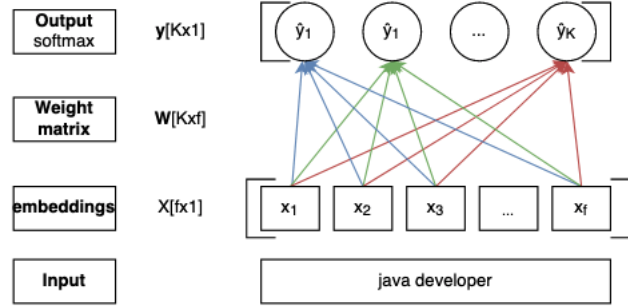 Output softmax
y[Kx1]
ŷ1 ŷ1 ... ŷK
Weight matrix
W[Kxf]
embeddings
X[fx1]
x1 x2 x3 ... xf
Input
java developer